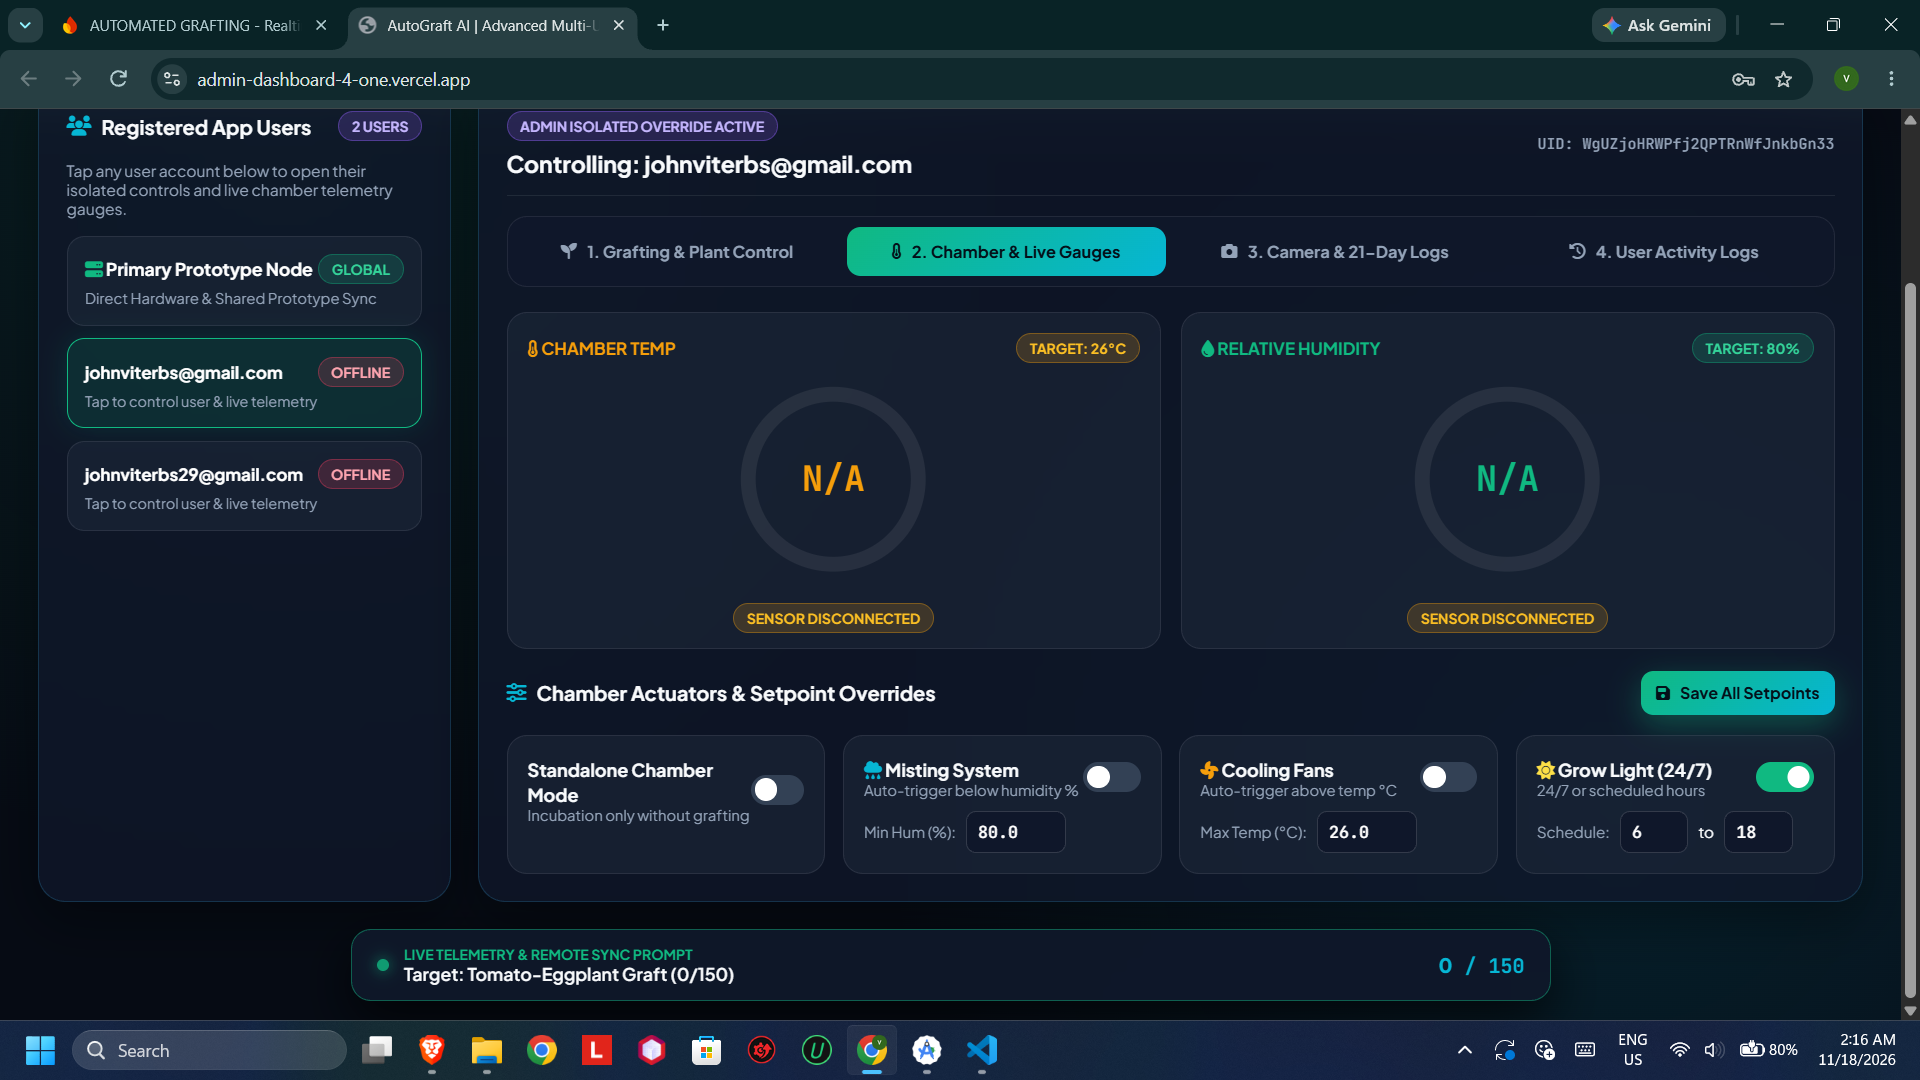 AUTOMATED GRAFTING - Realti
AutoGraft AI | Advanced Multi-U
Ask Gemini
admin-dashboard-4-one.vercel.app
V
Registered App Users
2 USERS
Tap any user account below to open their
isolated controls and live chamber telemetry
gauges.
Primary Prototype Node
GLOBAL
Direct Hardware & Shared Prototype Sync
johnviterbs@gmail.com
OFFLINE
Tap to control user & live telemetry
johnviterbs29@gmail.com
OFFLINE
Tap to control user & live telemetry
ADMIN ISOLATED OVERRIDE ACTIVE
Controlling: johnviterbs@gmail.com
UID: WgUZjoHRWPfj2QPTRnWfJnkbGn33
1. Grafting & Plant Control
2. Chamber & Live Gauges
3. Camera & 21-Day Logs
4. User Activity Logs
CHAMBER TEMP
TARGET: 26°C
N/A
SENSOR DISCONNECTED
RELATIVE HUMIDITY
TARGET: 80%
N/A
SENSOR DISCONNECTED
Chamber Actuators & Setpoint Overrides
Save All Setpoints
Standalone Chamber
Mode
Incubation only without grafting
Misting System
Auto-trigger below humidity %
Min Hum (%): 80.0
Cooling Fans
Auto-trigger above temp °C
Max Temp (°C): 26.0
Grow Light (24/7)
24/7 or scheduled hours
Schedule: 6 to 18
LIVE TELEMETRY & REMOTE SYNC PROMPT
Target: Tomato-Eggplant Graft (0/150)
0 / 150
Search
L
U
ENG
US
80%
2:16 AM
11/18/2026